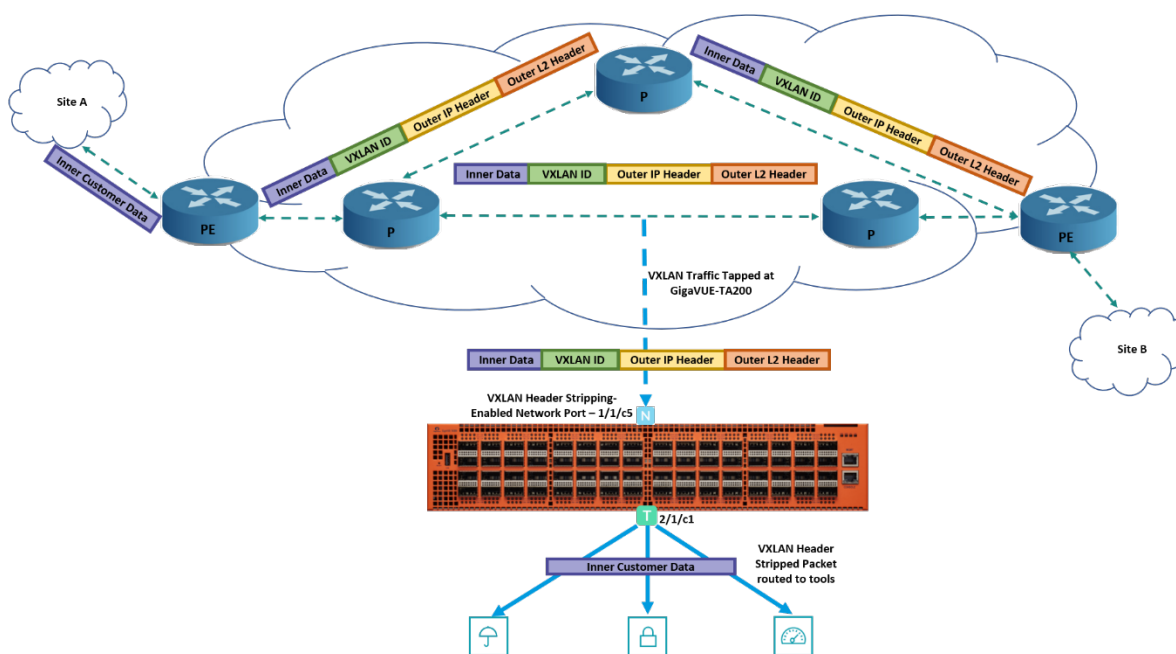 Site A
Inner Customer Data
PE
Inner Data VXLAN ID Outer IP Header Outer L2 Header
P
Inner Data VXLAN ID Outer IP Header Outer L2 Header
P
Inner Data VXLAN ID Outer IP Header Outer L2 Header
P
PE
Site B
VXLAN Traffic Tapped at
GigaVUE-TA200
Inner Data VXLAN ID Outer IP Header Outer L2 Header
VXLAN Header Stripping-
Enabled Network Port – 1/1/c5
N
T
2/1/c1
Inner Customer Data
VXLAN Header
Stripped Packet
routed to tools